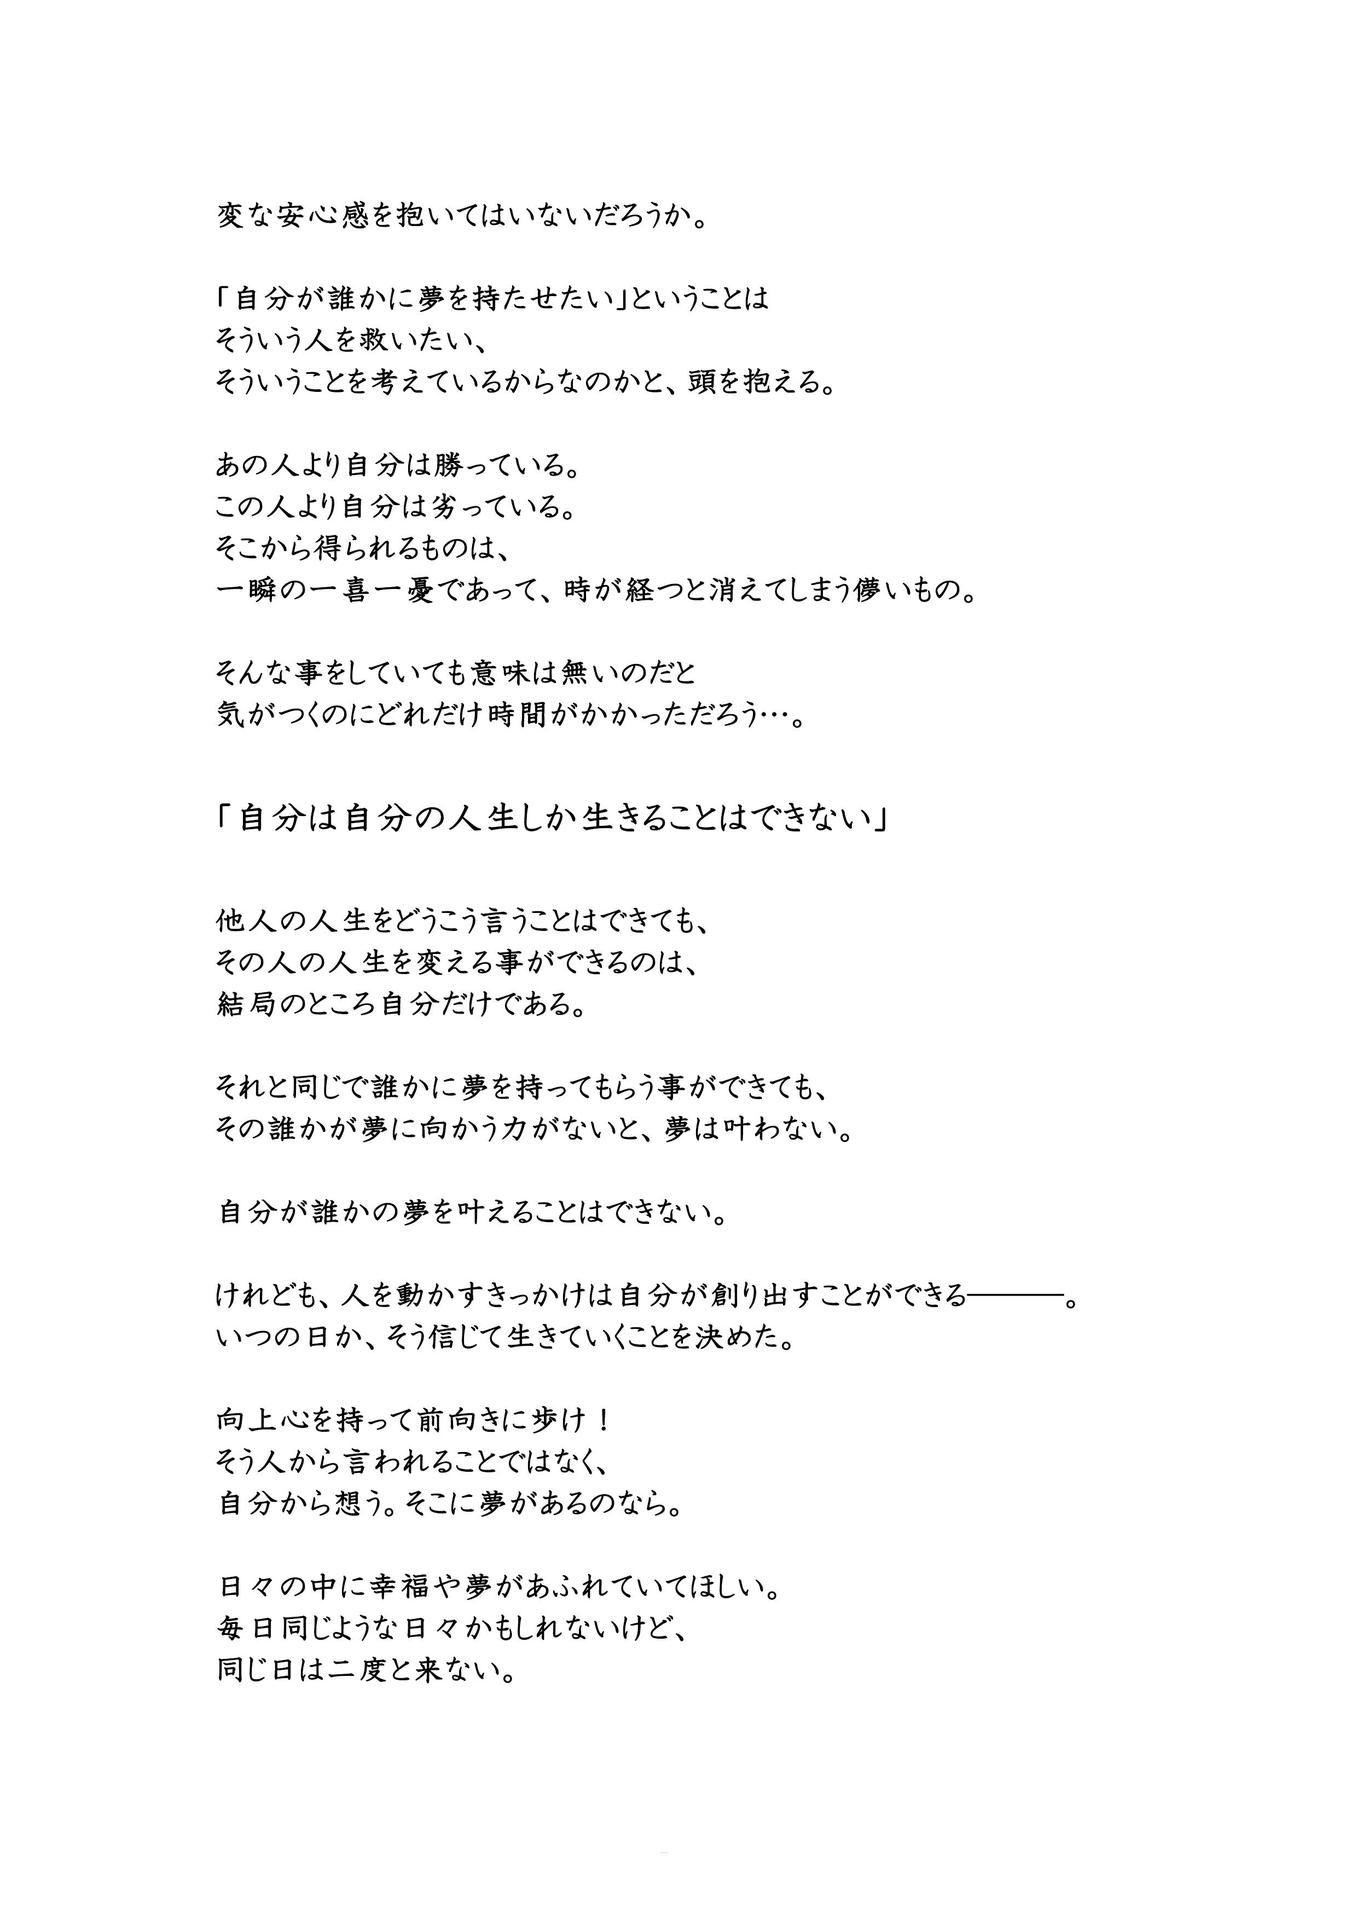 変な安心感を抱いてはいないだろうか。
「自分が誰かに夢を持たせたい」ということは
そういう人を救いたい、
そういうことを考えているからなのかと、頭を抱える。
あの人より自分は勝っている。
この人より自分は劣っている。
そこから得られるものは、
一瞬の一喜一憂であって、時が経つと消えてしまう儚いもの。
そんな事をしていても意味は無いのだと
気がつくのにどれだけ時間がかかっただろう…。
「自分は自分の人生しか生きることはできない」
他人の人生をどうこう言うことはできても、
その人の人生を変える事ができるのは、
結局のところ自分だけである。
それと同じで誰かに夢を持ってもらう事ができても、
その誰かが夢に向かう力がないと、夢は叶わない。
自分が誰かの夢を叶えることはできない。
けれども、人を動かすきっかけは自分が創り出すことができる―――。
いつの日か、そう信じて生きていくことを決めた。
向上心を持って前向きに歩け！
そう人から言われることではなく、
自分から想う。そこに夢があるのなら。
日々の中に幸福や夢があふれていてほしい。
毎日同じような日々かもしれないけど、
同じ日は二度と来ない。